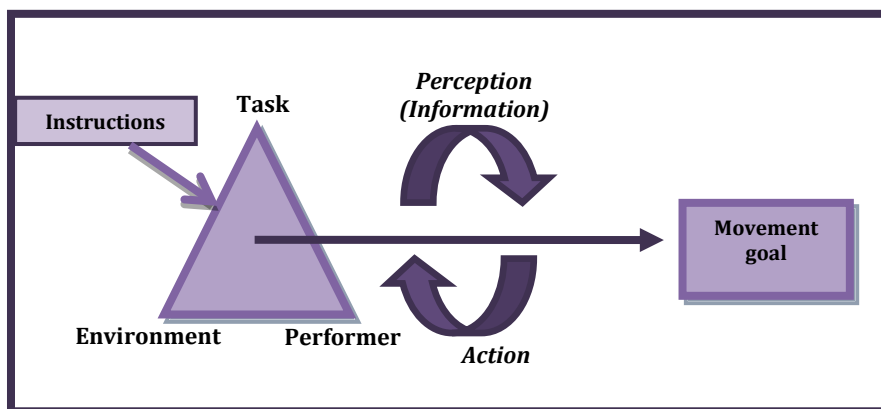 Perception
(Information)
Task
Instructions
Movement
goal
Environment
Performer
Action